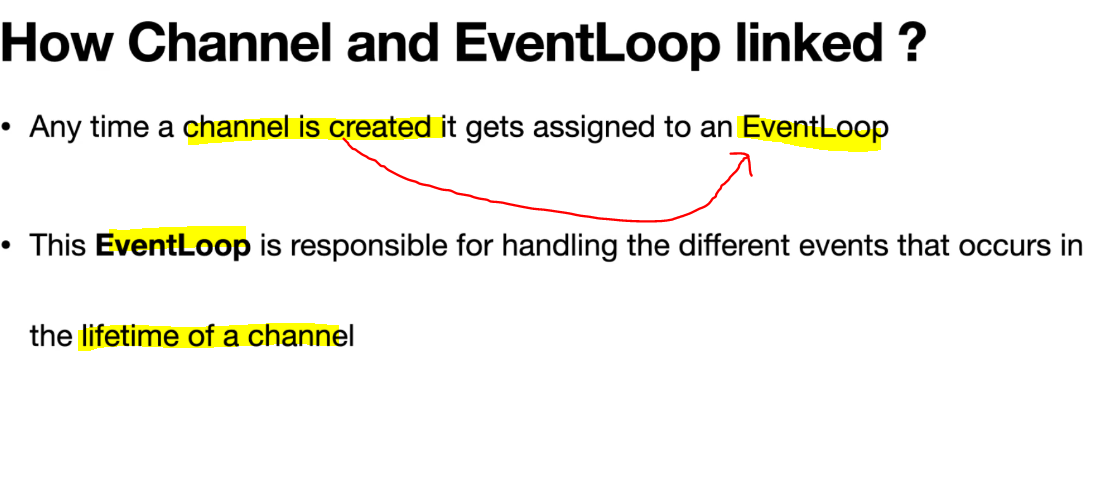 How Channel and EventLoop linked ?
• Any time a channel is created it gets assigned to an EventLoop
• This EventLoop is responsible for handling the different events that occurs in
the lifetime of a channel